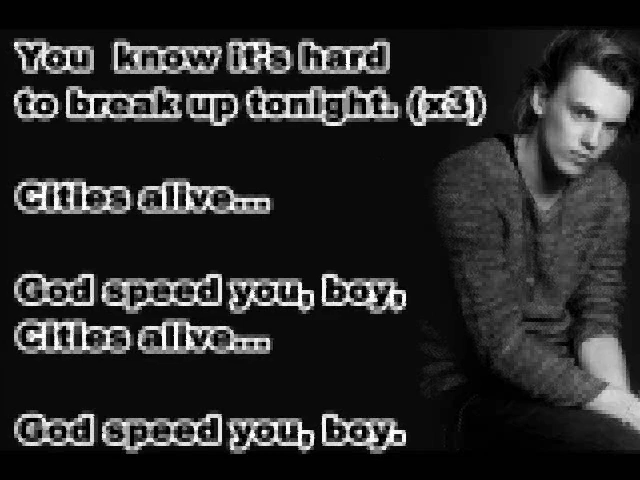 You know it's hard
to break up tonight. (x3)
Cities alive...
God speed you, boy,
Cities alive...
God speed you, boy.